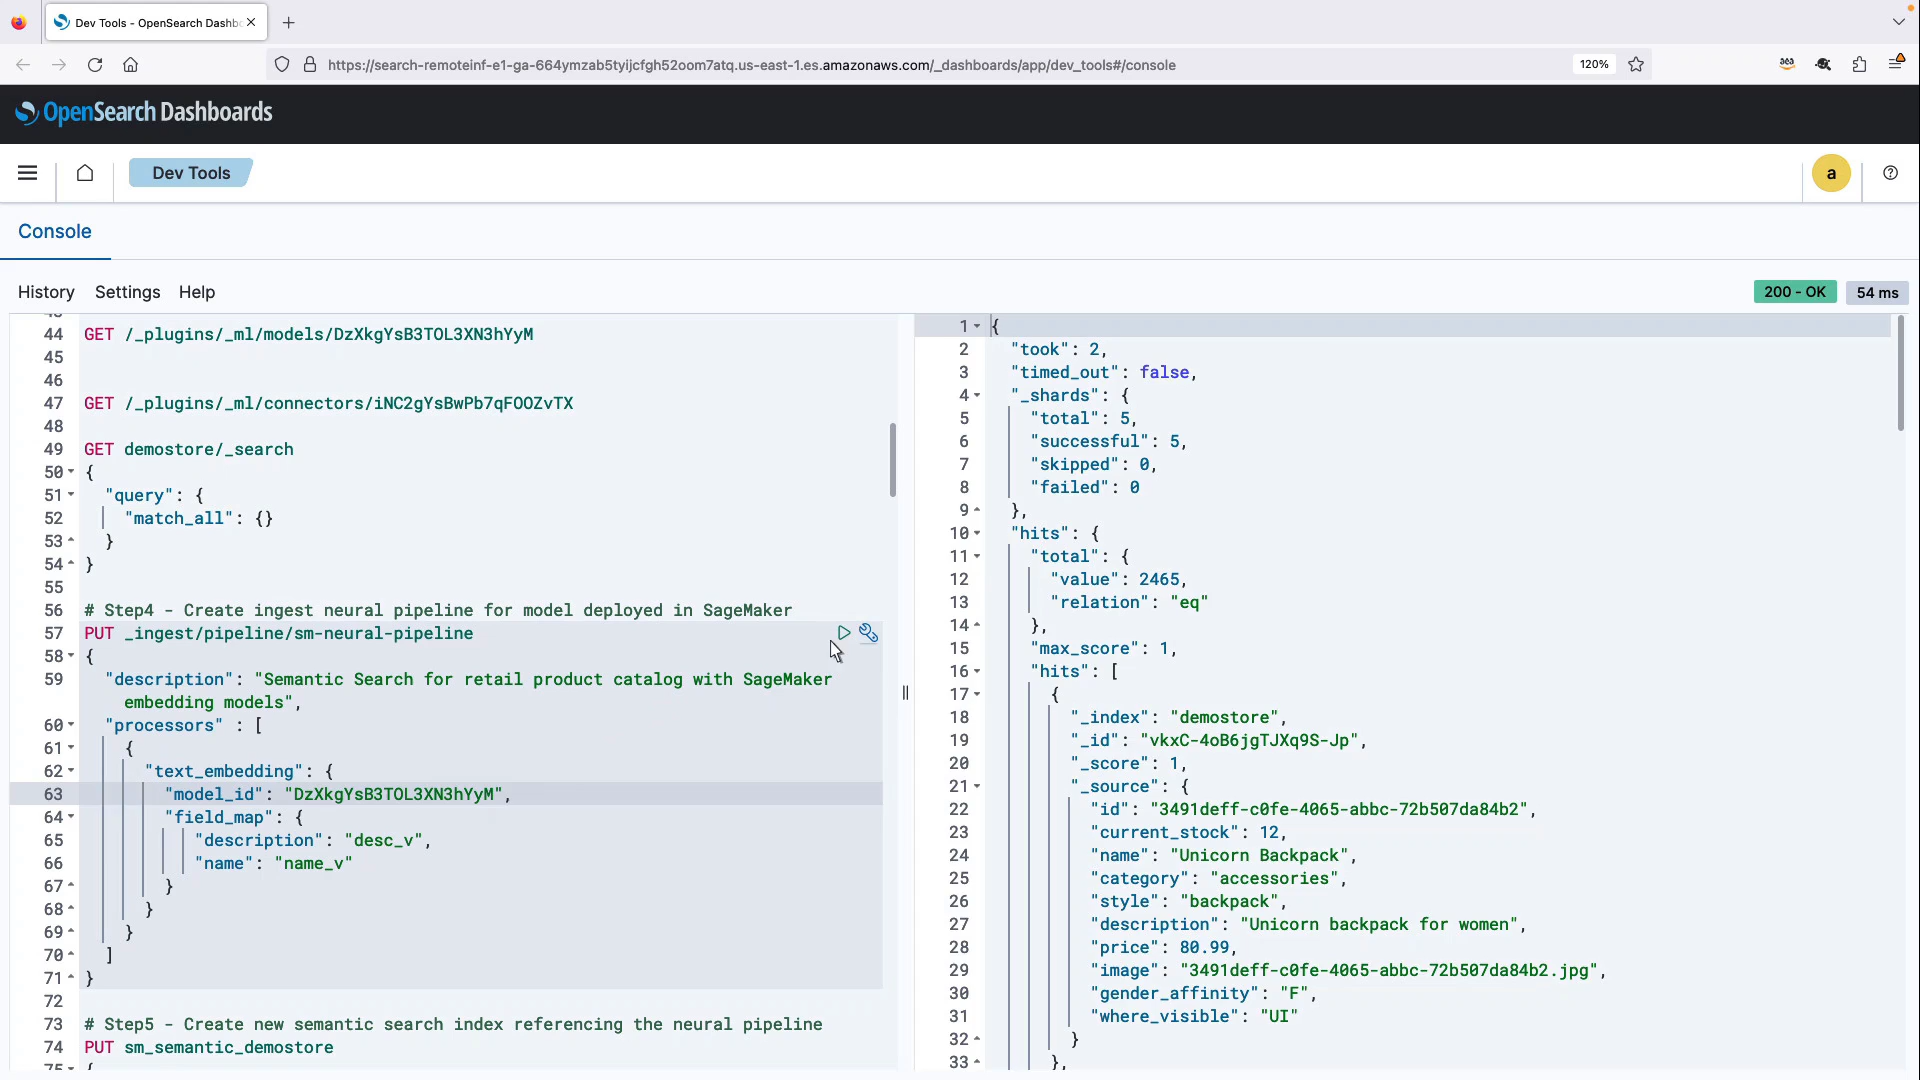 Dev Tools - OpenSearch Dashb
https://search-remoteinf-e1-ga-664ymzab5tyijcfgh52oom7atq.us-east-1.es.amazonaws.com/_dashboards/app/dev_tools#/console
120%
OpenSearch Dashboards
Dev Tools
a
Console
History Settings Help
200 - OK
54 ms
44 GET /_plugins/_ml/models/DzXkgYsB3TOL3XN3hYyM
45
46
47 GET /_plugins/_ml/connectors/iNC2gYsBwPb7qFOOZvTX
48
49 GET demostore/_search
50 {
51 "query": {
52 "match_all": {}
53 }
54 }
55
56 # Step4 - Create ingest neural pipeline for model deployed in SageMaker
57 PUT _ingest/pipeline/sm-neural-pipeline
58 {
59 "description": "Semantic Search for retail product catalog with SageMaker
embedding models",
60 "processors" : [
61 {
62 "text_embedding": {
63 "model_id": "DzXkgYsB3TOL3XN3hYyM",
64 "field_map": {
65 "description": "desc_v",
66 "name": "name_v"
67 }
68 }
69 }
70 ]
71 }
72
73 # Step5 - Create new semantic search index referencing the neural pipeline
74 PUT sm_semantic_demostore
75 {
1 {
2 "took": 2,
3 "timed_out": false,
4 "_shards": {
5 "total": 5,
6 "successful": 5,
7 "skipped": 0,
8 "failed": 0
9 },
10 "hits": {
11 "total": {
12 "value": 2465,
13 "relation": "eq"
14 },
15 "max_score": 1,
16 "hits": [
17 {
18 "_index": "demostore",
19 "_id": "vkxC-4oB6jgTJXq9S-Jp",
20 "_score": 1,
21 "_source": {
22 "id": "3491deff-c0fe-4065-abbc-72b507da84b2",
23 "current_stock": 12,
24 "name": "Unicorn Backpack",
25 "category": "accessories",
26 "style": "backpack",
27 "description": "Unicorn backpack for women",
28 "price": 80.99,
29 "image": "3491deff-c0fe-4065-abbc-72b507da84b2.jpg",
30 "gender_affinity": "F",
31 "where_visible": "UI"
32 }
33 },